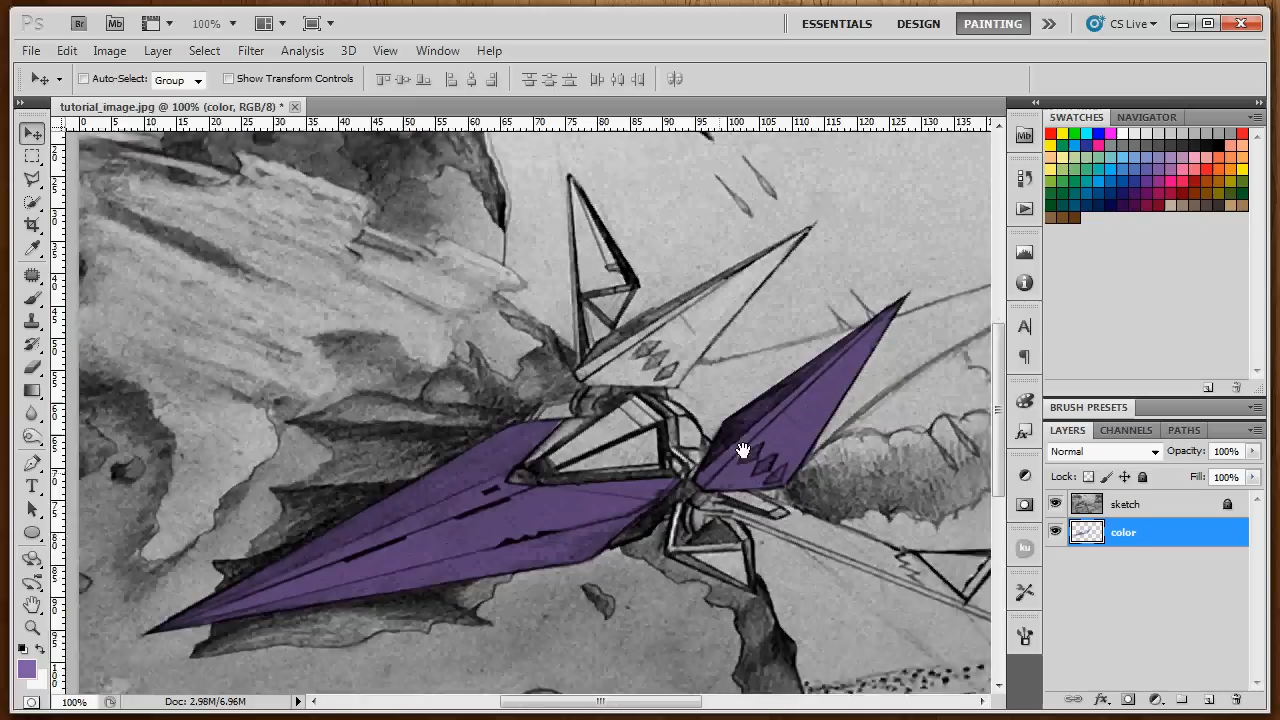 Ps Br Mb 100% ESSENTIALS DESIGN PAINTING CS Live
File Edit Image Layer Select Filter Analysis 3D View Window Help
Auto-Select: Group Show Transform Controls
tutorial_image.jpg @ 100% (color, RGB/8) *
0 5 10 15 20 25 30 35 40 45 50 55 60 65 70 75 80 85 90 95 100 105 110 115 120 125 130 135
SWATCHES NAVIGATOR
Mb
BRUSH PRESETS
LAYERS CHANNELS PATHS
Normal Opacity: 100%
Lock: Fill: 100%
sketch
color
ku
100% Doc: 2.98M/6.96M